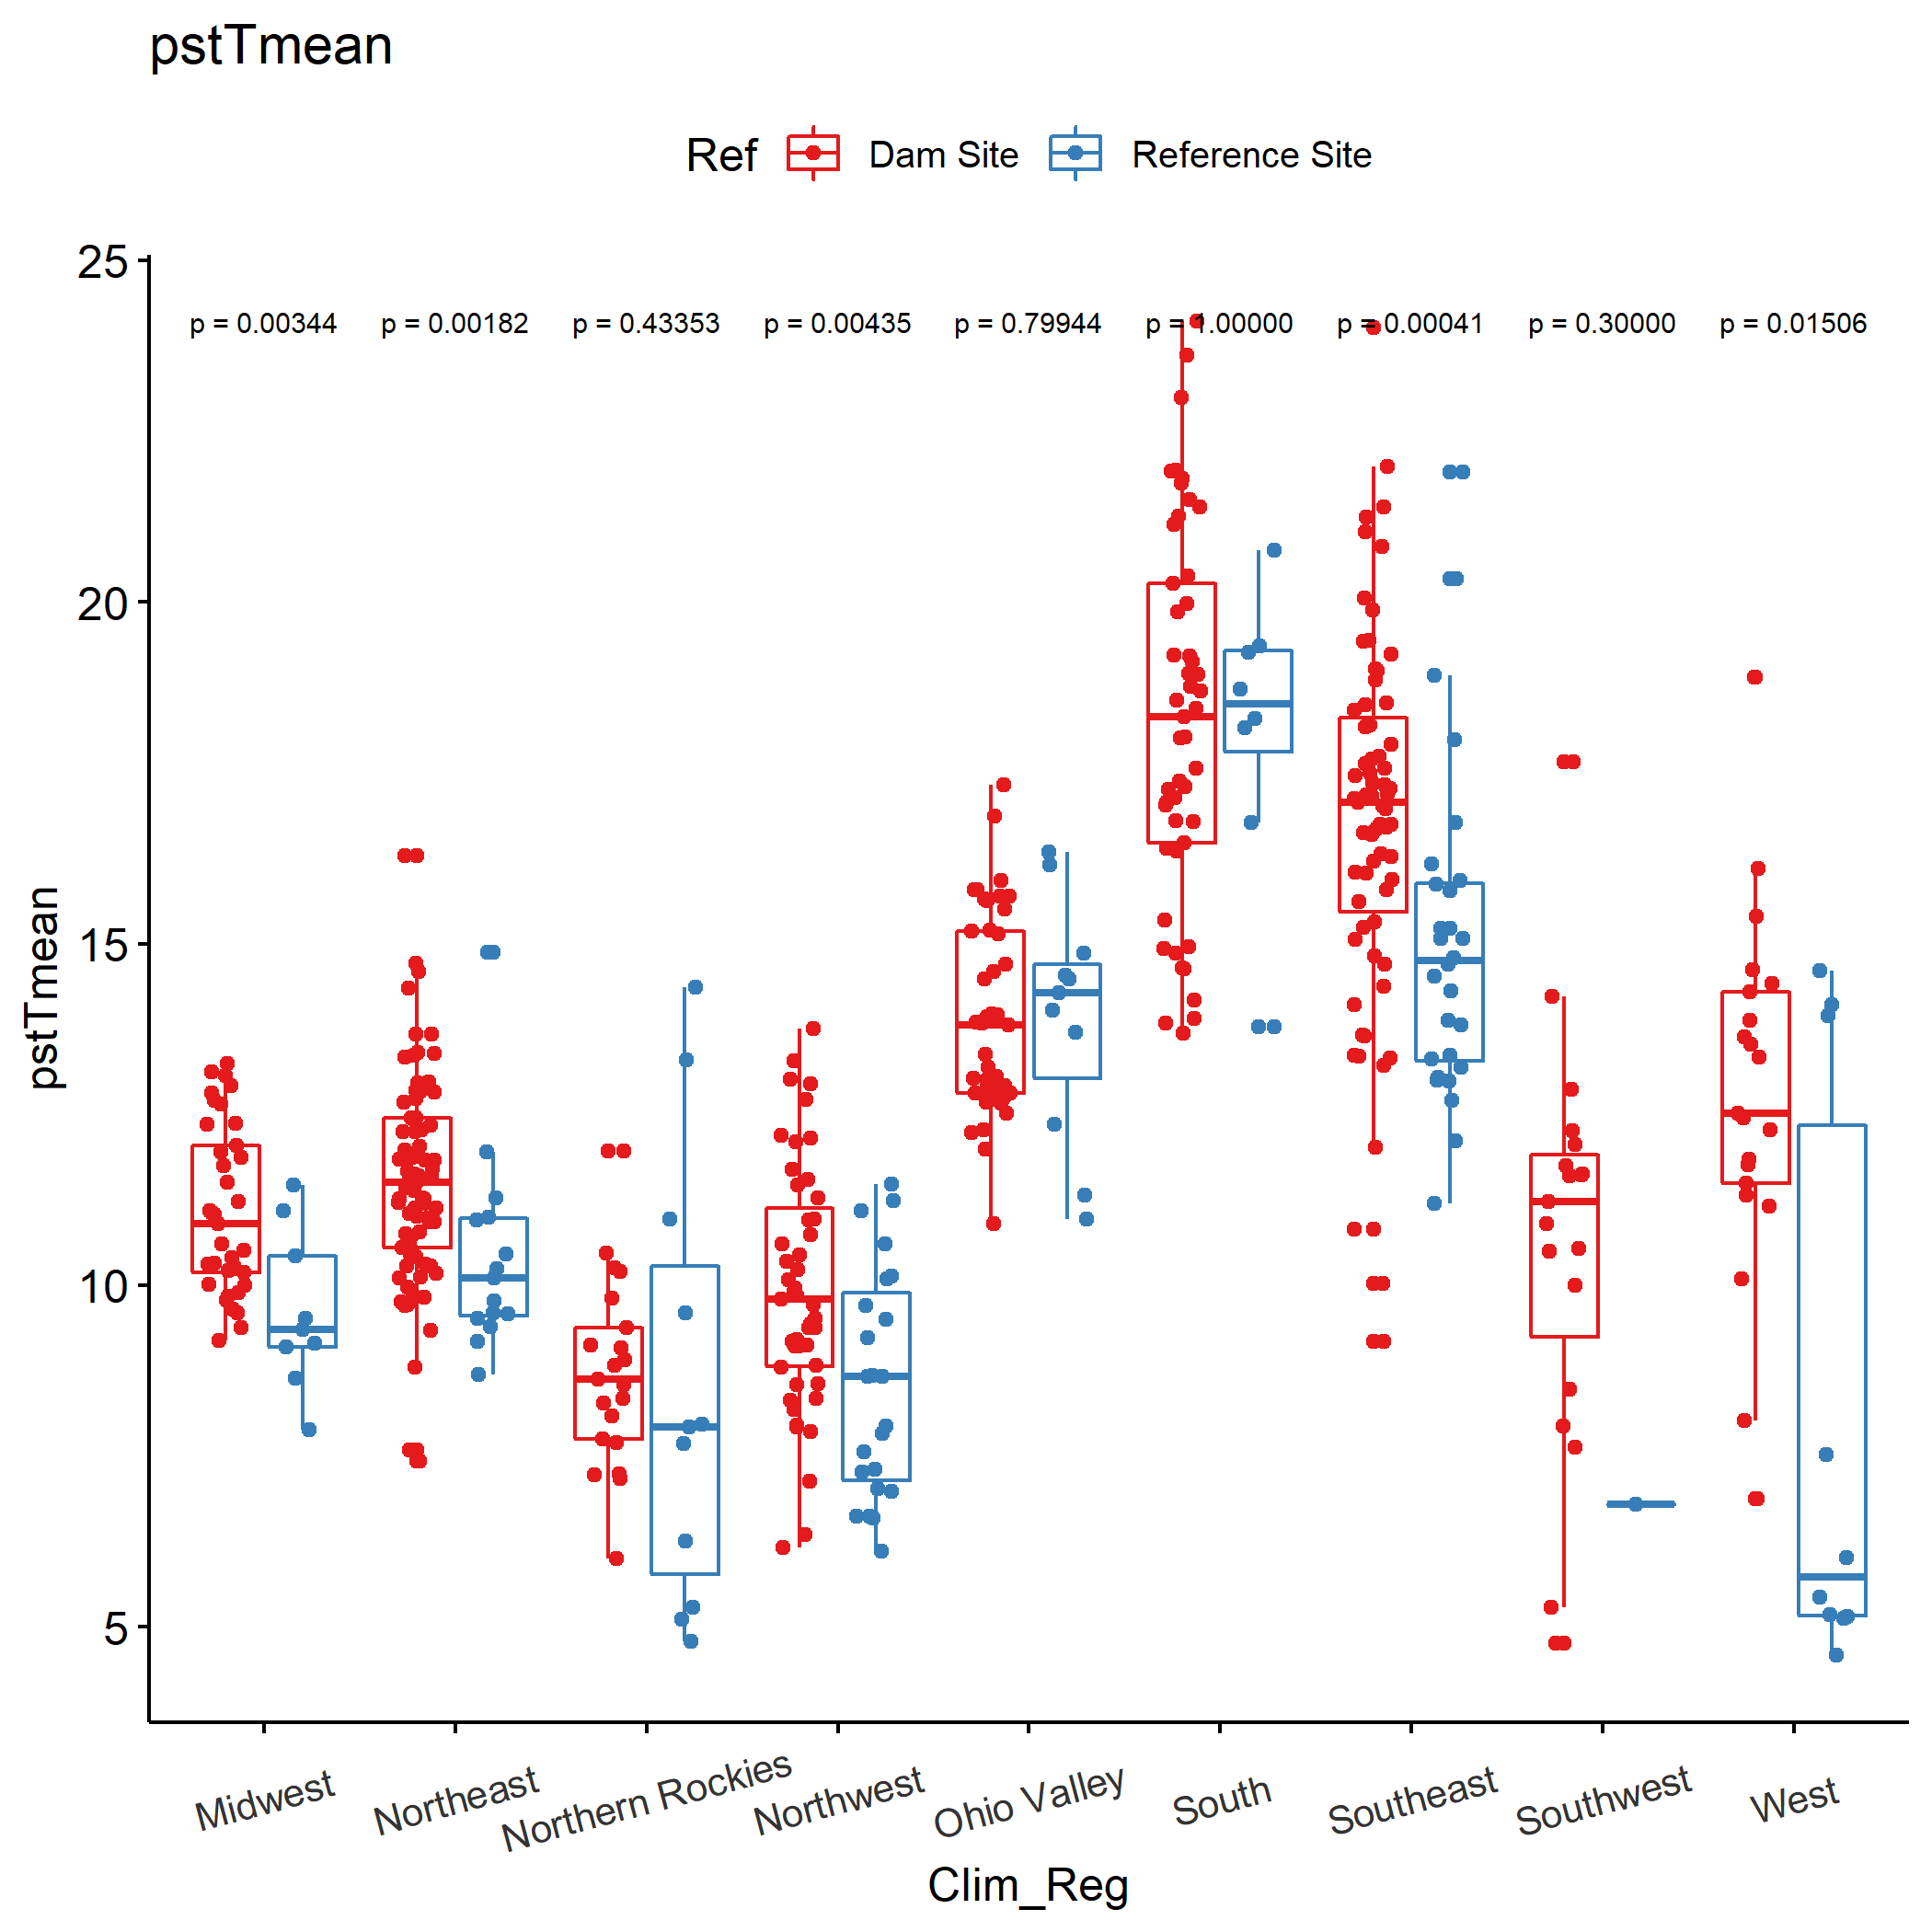 pstTmean
Ref Dam Site Reference Site
25
p = 0.00344 p = 0.00182 p = 0.43353 p = 0.00435 p = 0.79944 p = 1.00000 p = 0.00041 p = 0.30000 p = 0.01506
20
15
pstTmean
10
5
Midwest Northeast Northern Rockies Northwest Ohio Valley South Southeast Southwest West
Clim_Reg